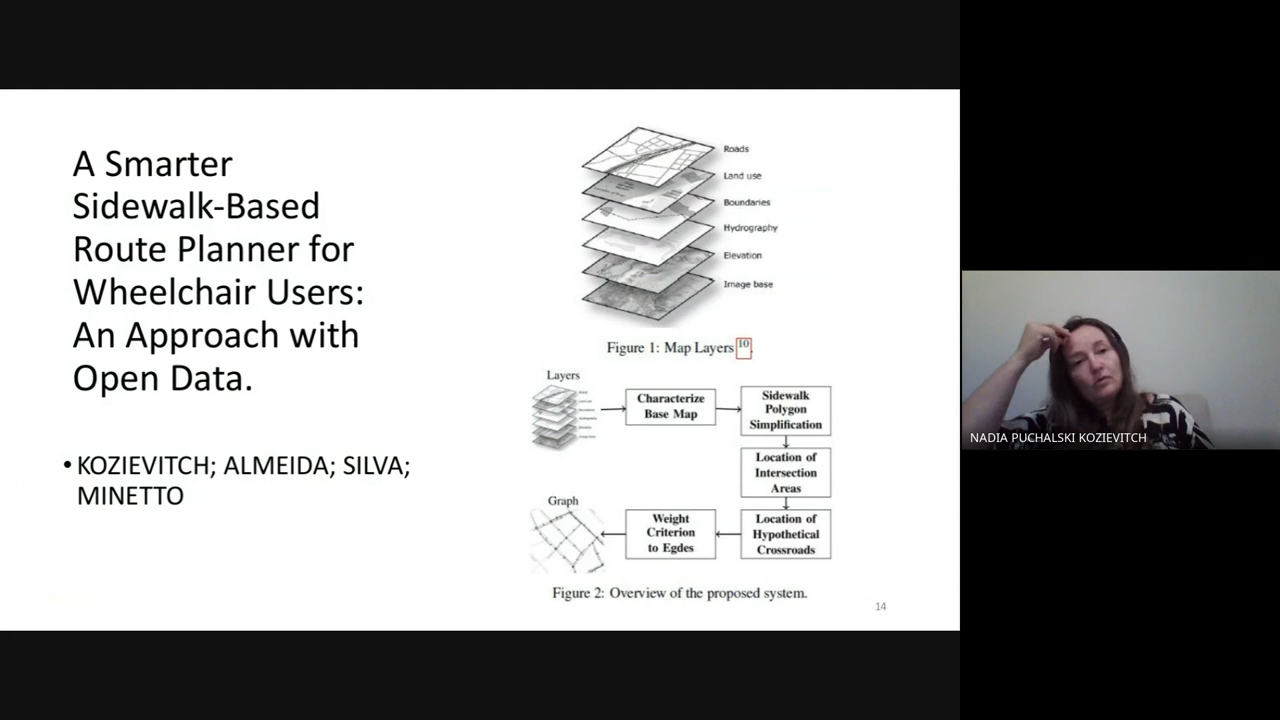 A Smarter
Sidewalk-Based
Route Planner for
Wheelchair Users:
An Approach with
Open Data.
• KOZIEVITCH; ALMEIDA; SILVA;
MINETTO
Roads
Land use
Boundaries
Hydrography
Elevation
Image base
Figure 1: Map Layers 10.
Layers
Characterize
Base Map
Sidewalk
Polygon
Simplification
Location of
Intersection
Areas
Graph
Weight
Criterion
to Egdes
Location of
Hypothetical
Crossroads
Figure 2: Overview of the proposed system.
14
NADIA PUCHALSKI KOZIEVITCH